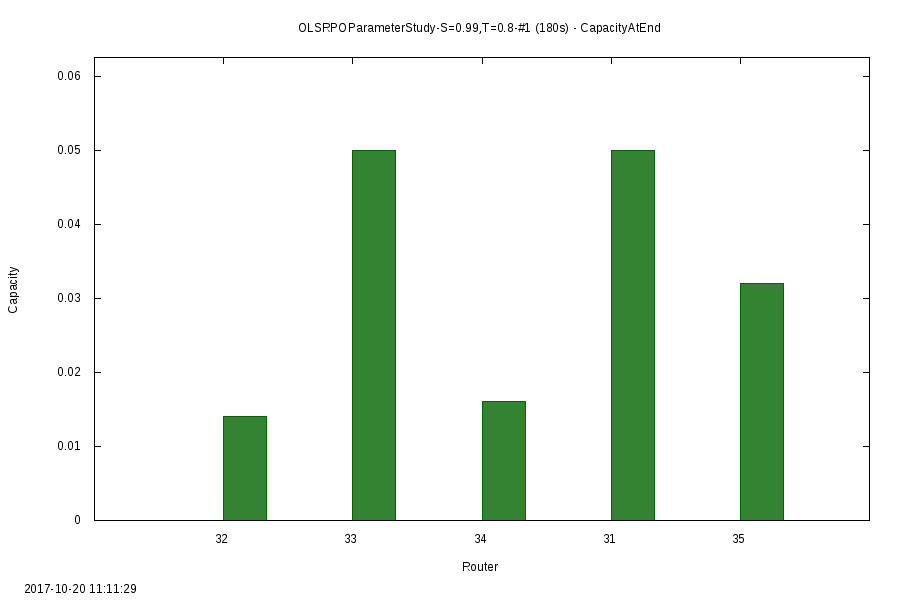 OLSRPOParameterStudy-S=0.99,T=0.8-#1 (180s) - CapacityAtEnd
0.06
0.05
0.04
0.03
0.02
0.01
0
Capacity
32 33 34 31 35
Router
2017-10-20 11:11:29